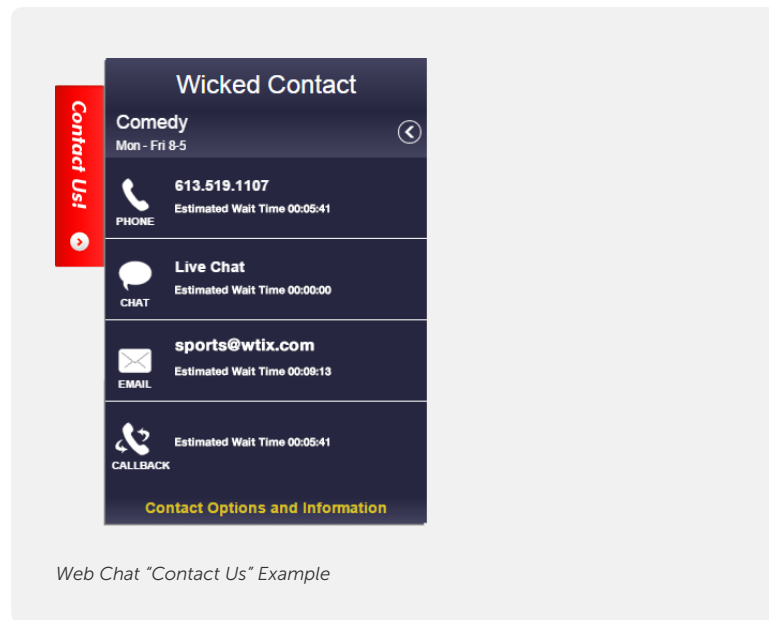 Wicked Contact
Contact Us!
Comedy
Mon - Fri 8-5
613.519.1107
Estimated Wait Time 00:05:41
PHONE
Live Chat
Estimated Wait Time 00:00:00
CHAT
sports@wtix.com
Estimated Wait Time 00:09:13
EMAIL
Estimated Wait Time 00:05:41
CALLBACK
Contact Options and Information
Web Chat “Contact Us” Example